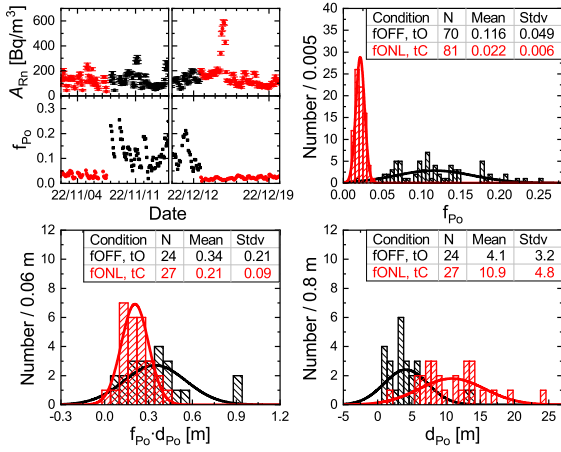 A_Rn [Bq/m³]
600
400
200
0
f_Po
0.3
0.2
0.1
0.0
22/11/04 22/11/11 22/12/12 22/12/19
Date
Number / 0.005
40
30
20
10
0
Condition N Mean Stdv
fOFF, tO 70 0.116 0.049
fONL, tC 81 0.022 0.006
0.00 0.05 0.10 0.15 0.20 0.25
f_Po
Number / 0.06 m
10
8
6
4
2
0
Condition N Mean Stdv
fOFF, tO 24 0.34 0.21
fONL, tC 27 0.21 0.09
-0.3 0.0 0.3 0.6 0.9 1.2
f_Po·d_Po [m]
Number / 0.8 m
10
8
6
4
2
0
Condition N Mean Stdv
fOFF, tO 24 4.1 3.2
fONL, tC 27 10.9 4.8
-5 0 5 10 15 20 25
d_Po [m]